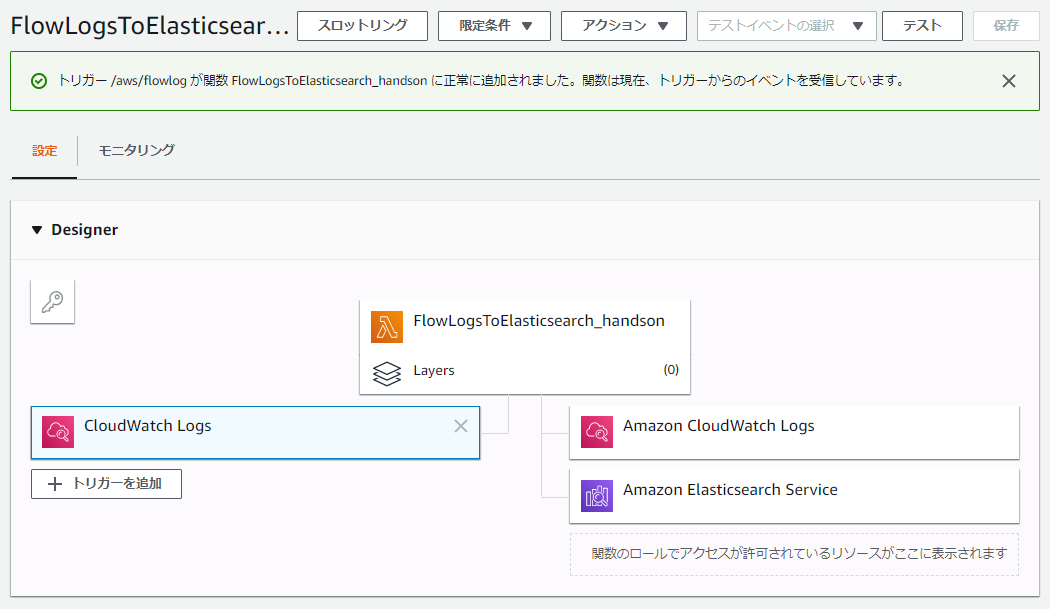 FlowLogsToElasticsear...
スロットリング
限定条件
アクション
テストイベントの選択
テスト
保存
トリガー /aws/flowlog が関数 FlowLogsToElasticsearch_handson に正常に追加されました。関数は現在、トリガーからのイベントを受信しています。
設定
モニタリング
Designer
FlowLogsToElasticsearch_handson
Layers
(0)
CloudWatch Logs
トリガーを追加
Amazon CloudWatch Logs
Amazon Elasticsearch Service
関数のロールでアクセスが許可されているリソースがここに表示されます